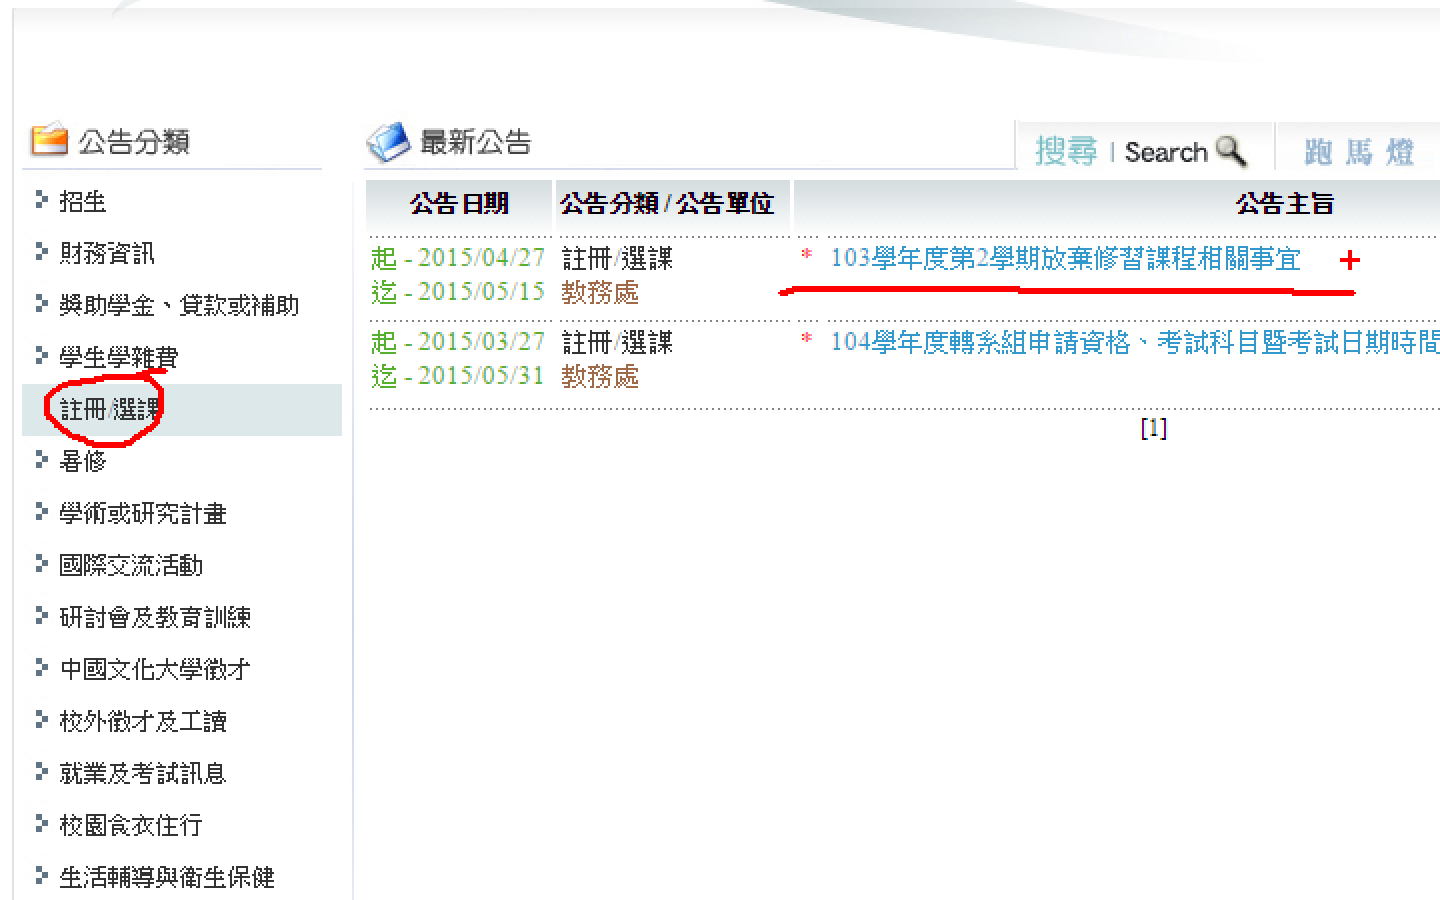 公告分類
招生
財務資訊
獎助學金、貸款或補助
學生學雜費
註冊/選課
暑修
學術或研究計畫
國際交流活動
研討會及教育訓練
中國文化大學徵才
校外徵才及工讀
就業及考試訊息
校園食衣住行
生活輔導與衛生保健
最新公告
搜尋 | Search
跑馬燈
公告日期 公告分類 / 公告單位 公告主旨
起 - 2015/04/27 註冊/選課 * 103學年度第2學期放棄修習課程相關事宜 +
迄 - 2015/05/15 教務處
起 - 2015/03/27 註冊/選課 * 104學年度轉系組申請資格、考試科目暨考試日期時間
迄 - 2015/05/31 教務處
[1]